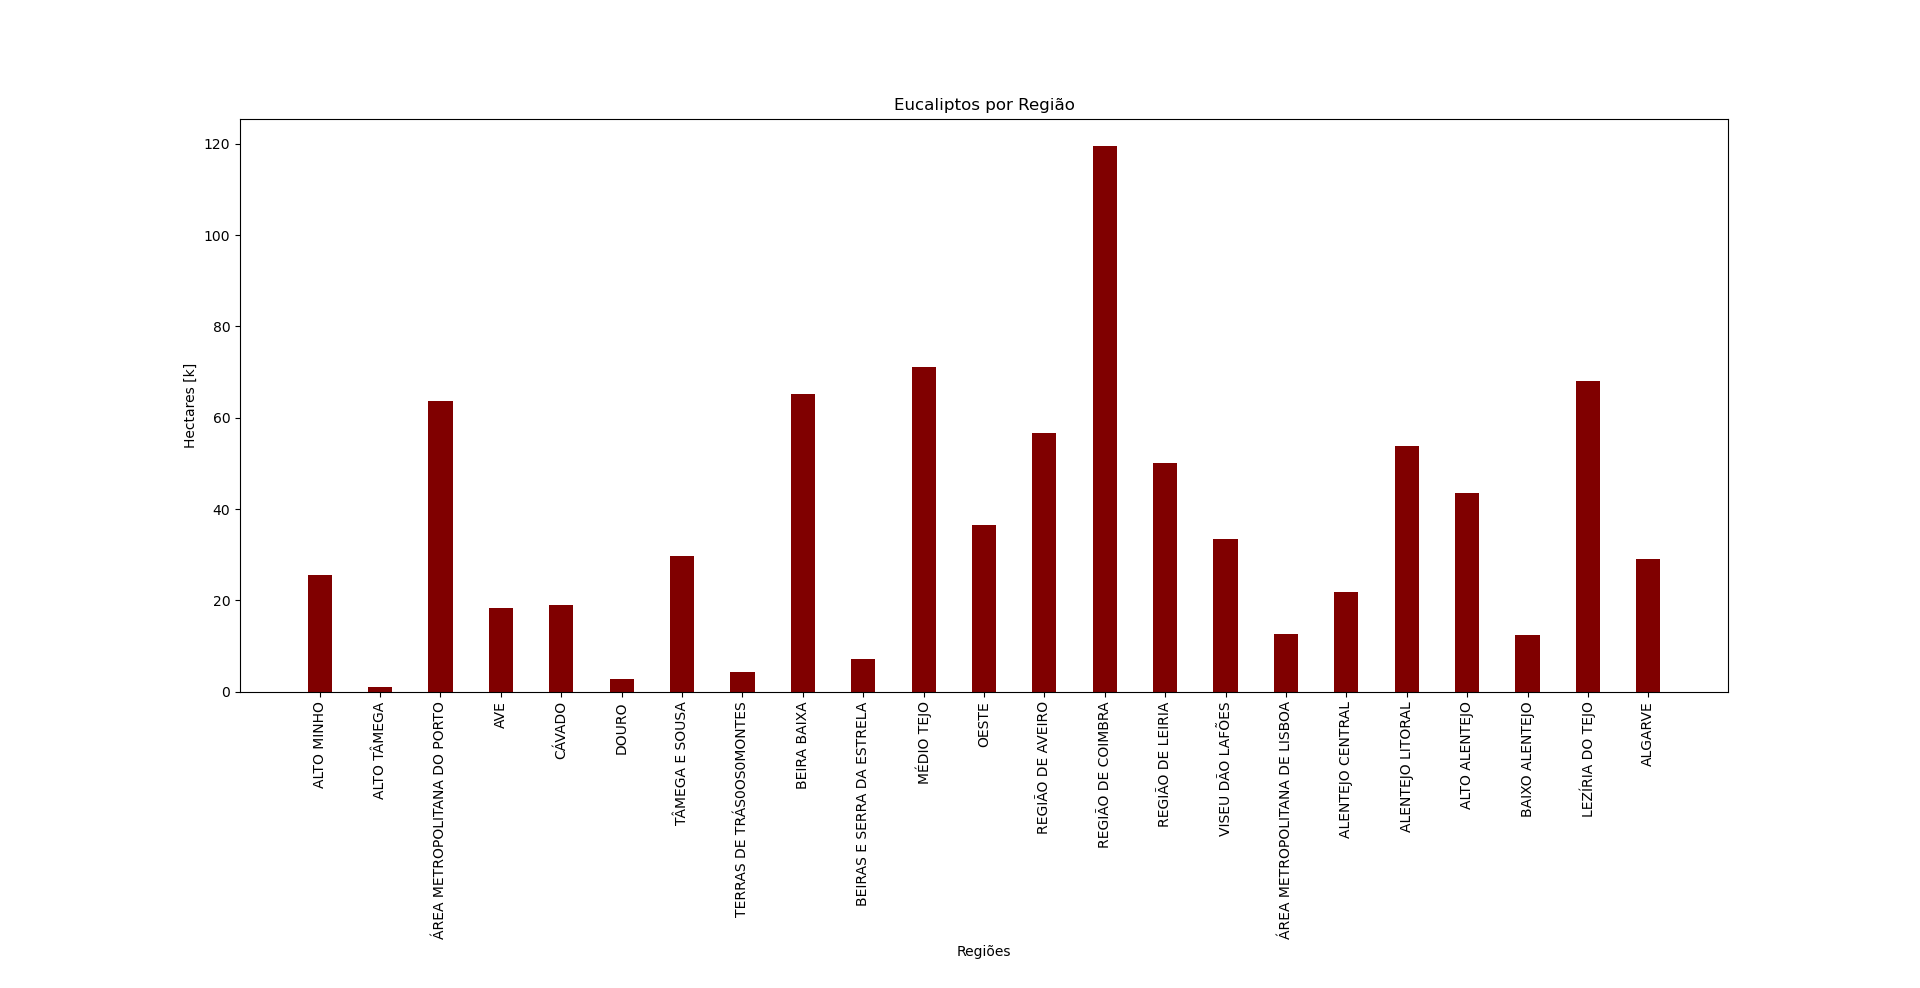 Eucaliptos por Região
Hectares [k]
120
100
80
60
40
20
0
ALTO MINHO
ALTO TÂMEGA
ÁREA METROPOLITANA DO PORTO
AVE
CÁVADO
DOURO
TÂMEGA E SOUSA
TERRAS DE TRÁS0OS0MONTES
BEIRA BAIXA
BEIRAS E SERRA DA ESTRELA
MÉDIO TEJO
OESTE
REGIÃO DE AVEIRO
REGIÃO DE COIMBRA
REGIÃO DE LEIRIA
VISEU DÃO LAFÕES
ÁREA METROPOLITANA DE LISBOA
ALENTEJO CENTRAL
ALENTEJO LITORAL
ALTO ALENTEJO
BAIXO ALENTEJO
LEZÍRIA DO TEJO
ALGARVE
Regiões